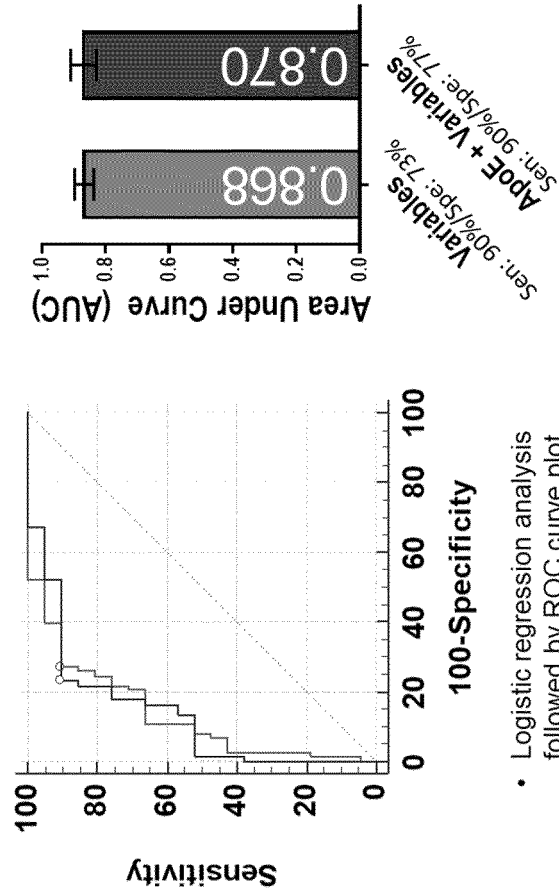 Sensitivity
100
80
60
40
20
0
0
20
40
60
80
100
100-Specificity
• Logistic regression analysis
followed by ROC curve plot
Area Under Curve (AUC)
1.0
0.8
0.6
0.4
0.2
0.0
0.868
0.870
Variables
Sen: 90%/Spe: 73%
ApoE + Variables
Sen: 90%/Spe: 77%